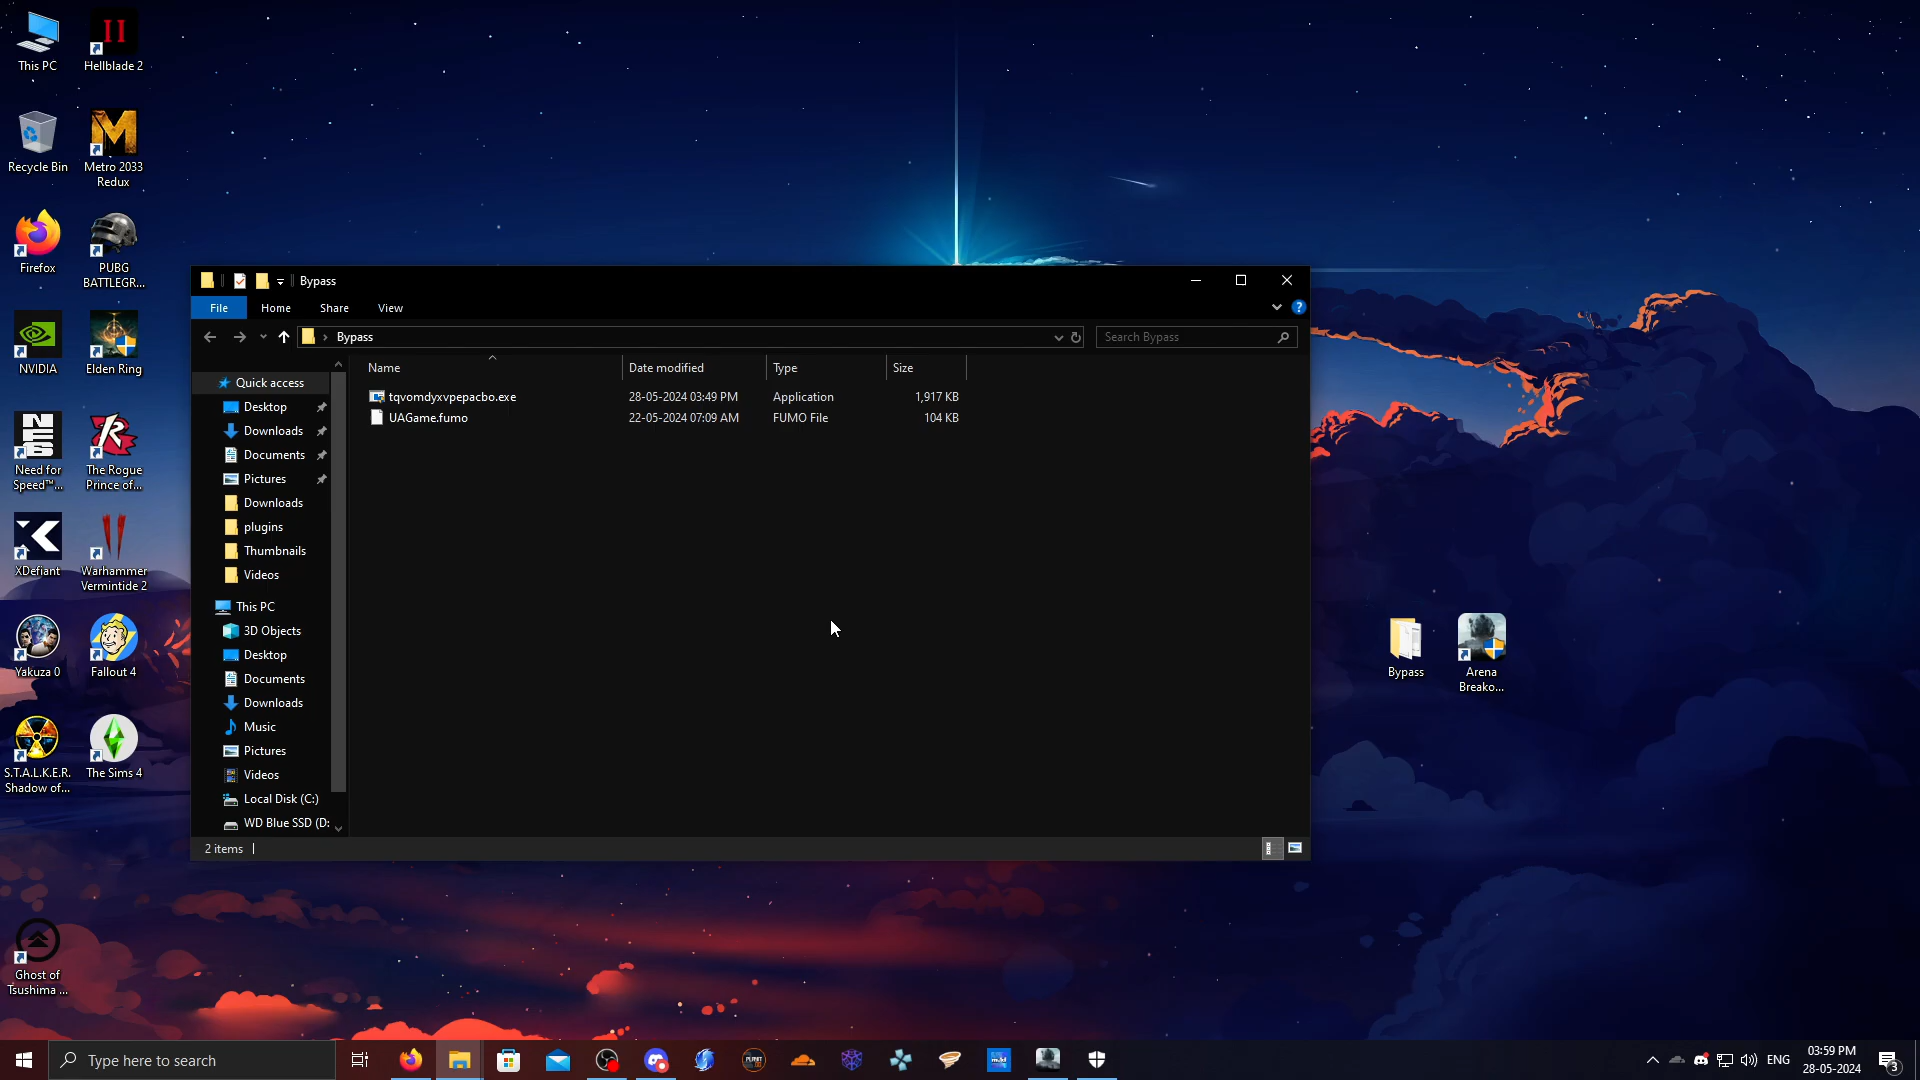 This PC
Hellblade 2
Recycle Bin
Metro 2033
Redux
Firefox
PUBG
BATTLEGR...
NVIDIA
Elden Ring
Need for
Speed™...
The Rogue
Prince of...
XDefiant
Warhammer
Vermintide 2
Yakuza 0
Fallout 4
S.T.A.L.K.E.R.
Shadow of...
The Sims 4
Ghost of
Tsushima ...
Bypass
File Home Share View
Bypass
Search Bypass
Name Date modified Type Size
tqvomdyxvpepacbo.exe 28-05-2024 03:49 PM Application 1,917 KB
UAGame.fumo 22-05-2024 07:09 AM FUMO File 104 KB
Quick access
Desktop
Downloads
Documents
Pictures
Downloads
plugins
Thumbnails
Videos
This PC
3D Objects
Desktop
Documents
Downloads
Music
Pictures
Videos
Local Disk (C:)
WD Blue SSD (D:
2 items
Bypass
Arena
Breako...
Type here to search
ENG
03:59 PM
28-05-2024
3